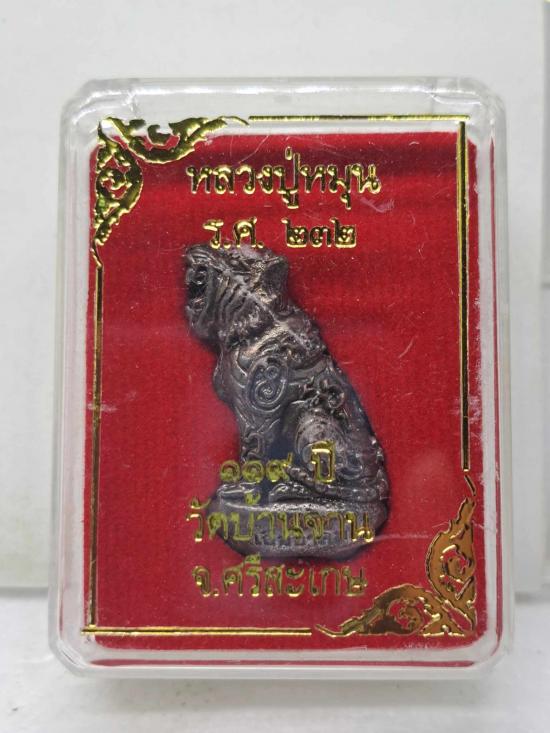 หลวงปู่หมุน
ร.ศ. ๒๓๒
๑๑๙ ปี
วัดบ้านจาน
จ.ศรีสะเกษ